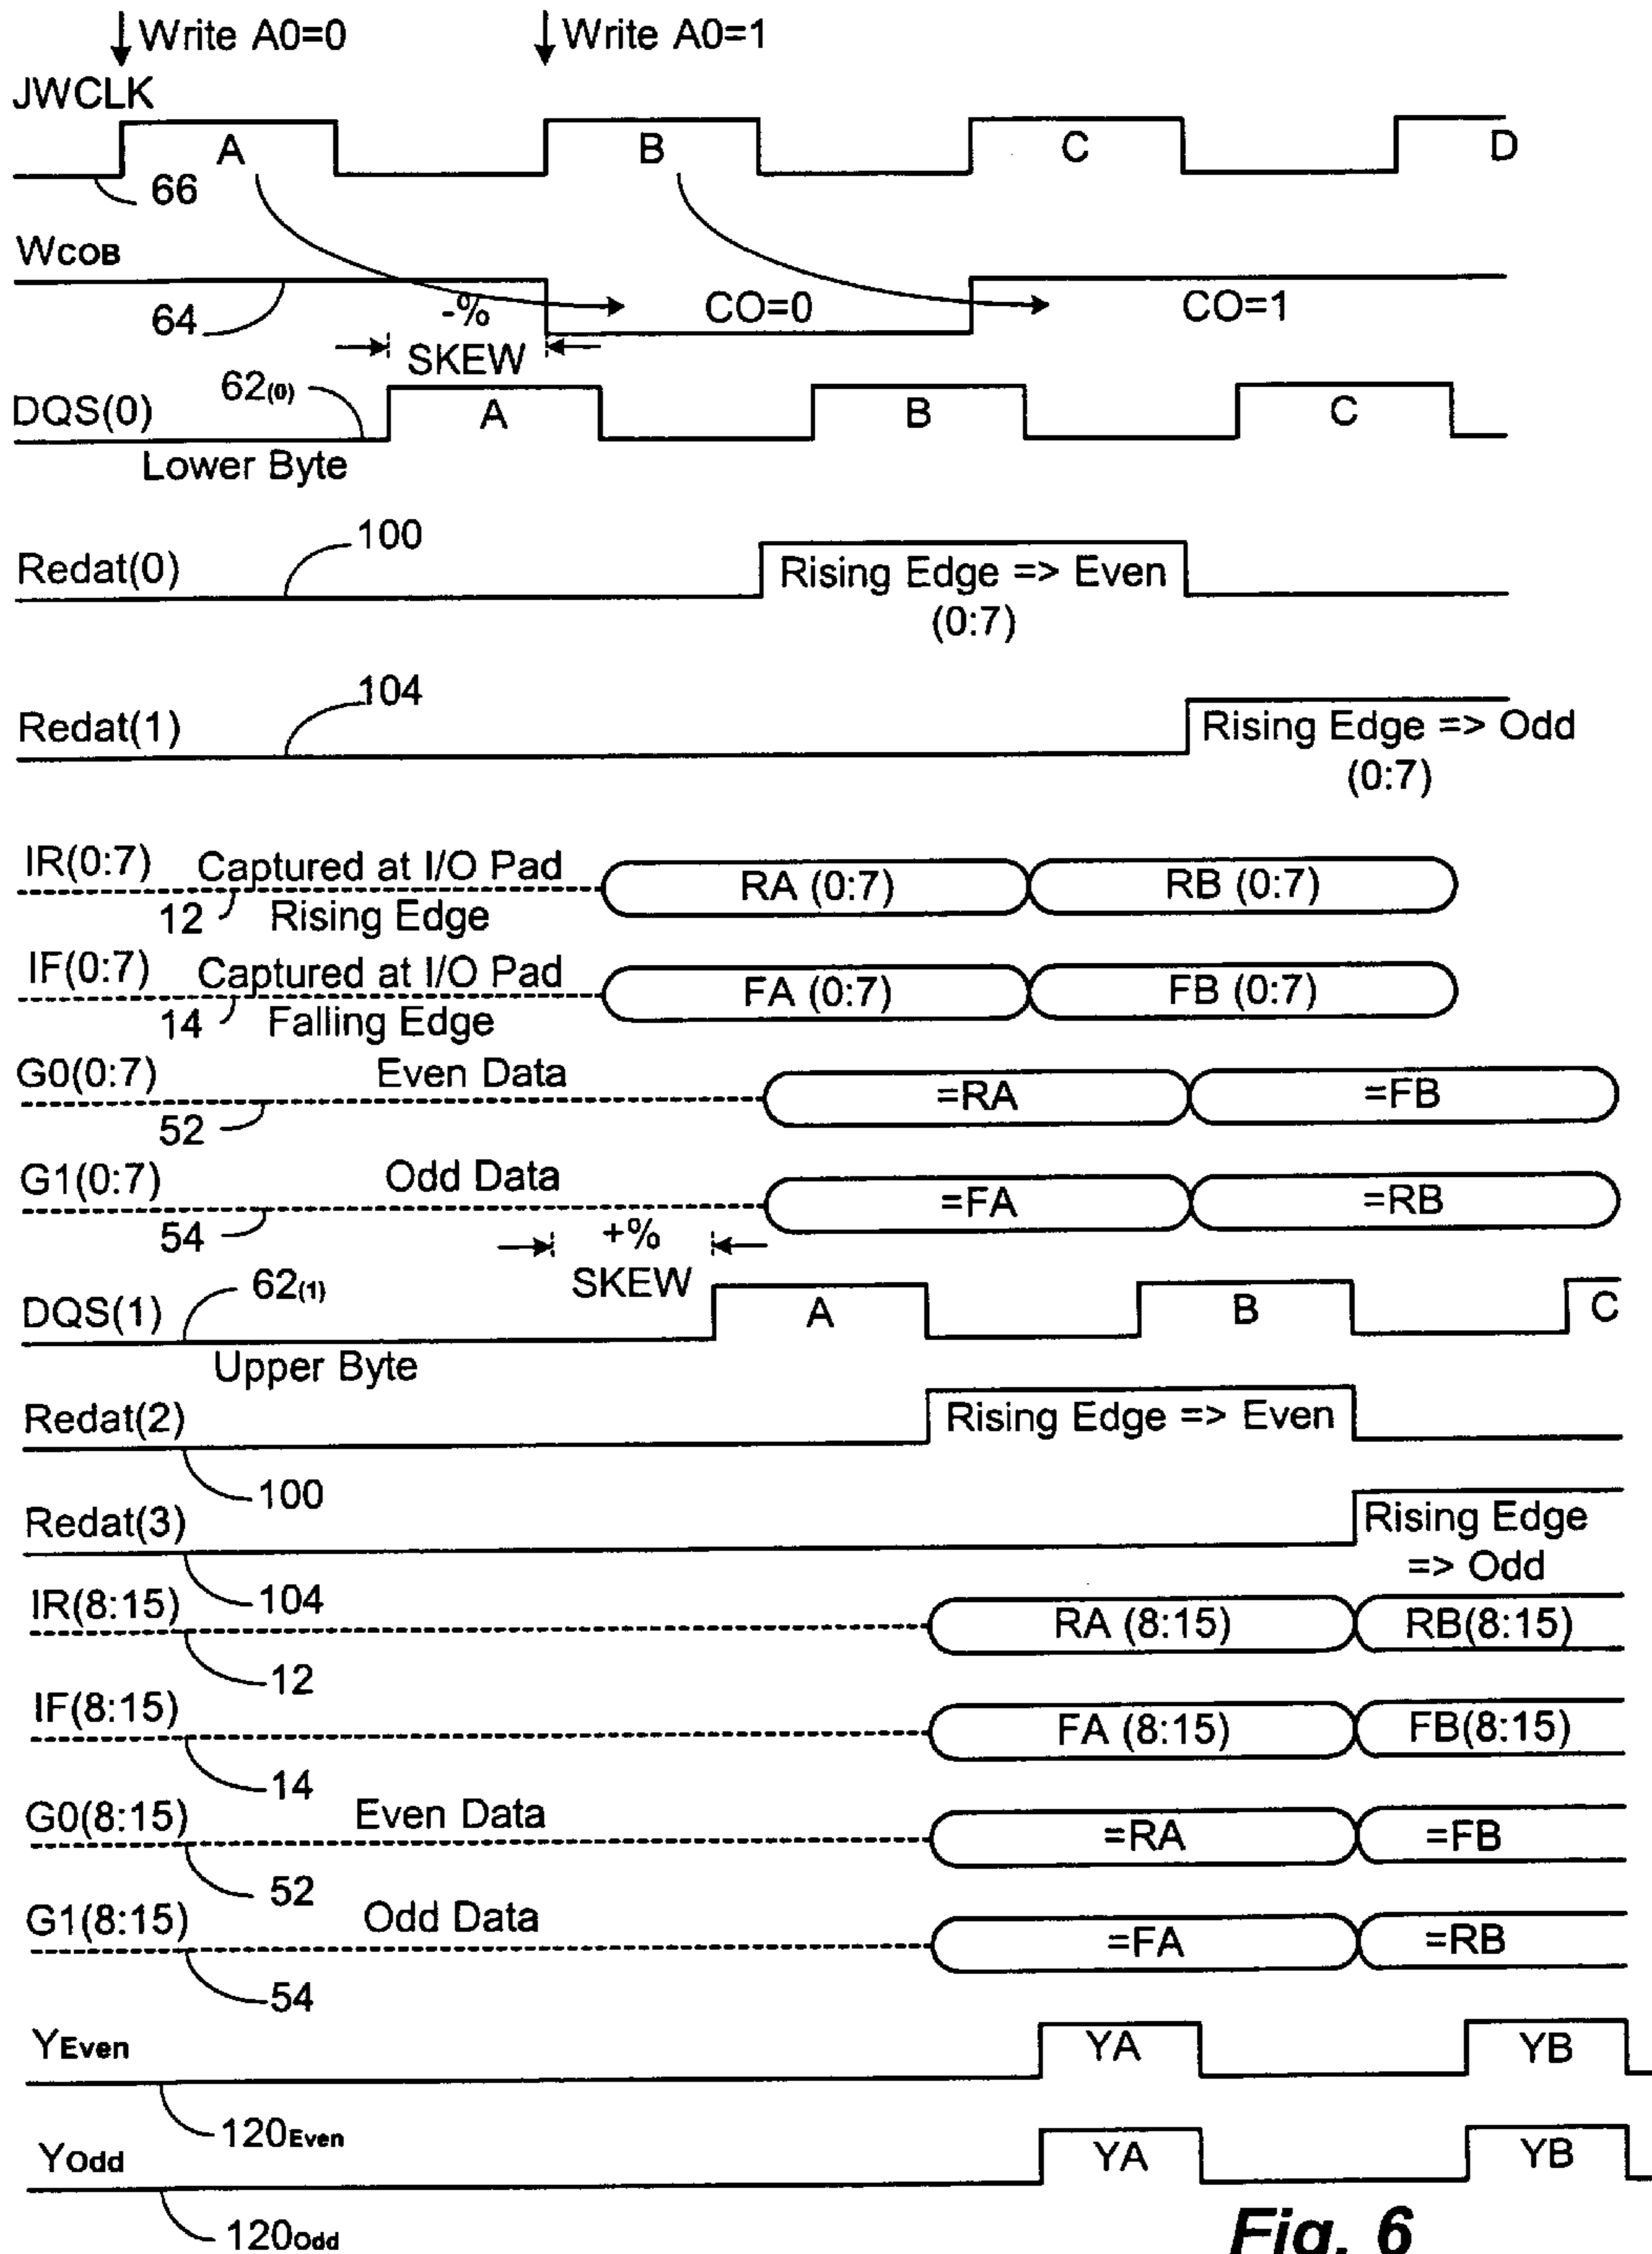 Write A0=0 Write A0=1
JWCLK
A B C D
66
WCOB
64 -% CO=0 CO=1
SKEW
62(0)
DQS(0) A B C
Lower Byte
100
Redat(0) Rising Edge => Even
(0:7)
104
Redat(1) Rising Edge => Odd
(0:7)
IR(0:7) Captured at I/O Pad RA (0:7) RB (0:7)
12 Rising Edge
IF(0:7) Captured at I/O Pad FA (0:7) FB (0:7)
14 Falling Edge
G0(0:7) Even Data =RA =FB
52
G1(0:7) Odd Data =FA =RB
54 +%
SKEW
62(1)
DQS(1) A B C
Upper Byte
Redat(2) Rising Edge => Even
100
Redat(3) Rising Edge
=> Odd
104
IR(8:15) RA (8:15) RB(8:15)
12
IF(8:15) FA (8:15) FB(8:15)
14
G0(8:15) Even Data =RA =FB
52
G1(8:15) Odd Data =FA =RB
54
YEven YA YB
120Even
YOdd YA YB
120Odd
Fig. 6